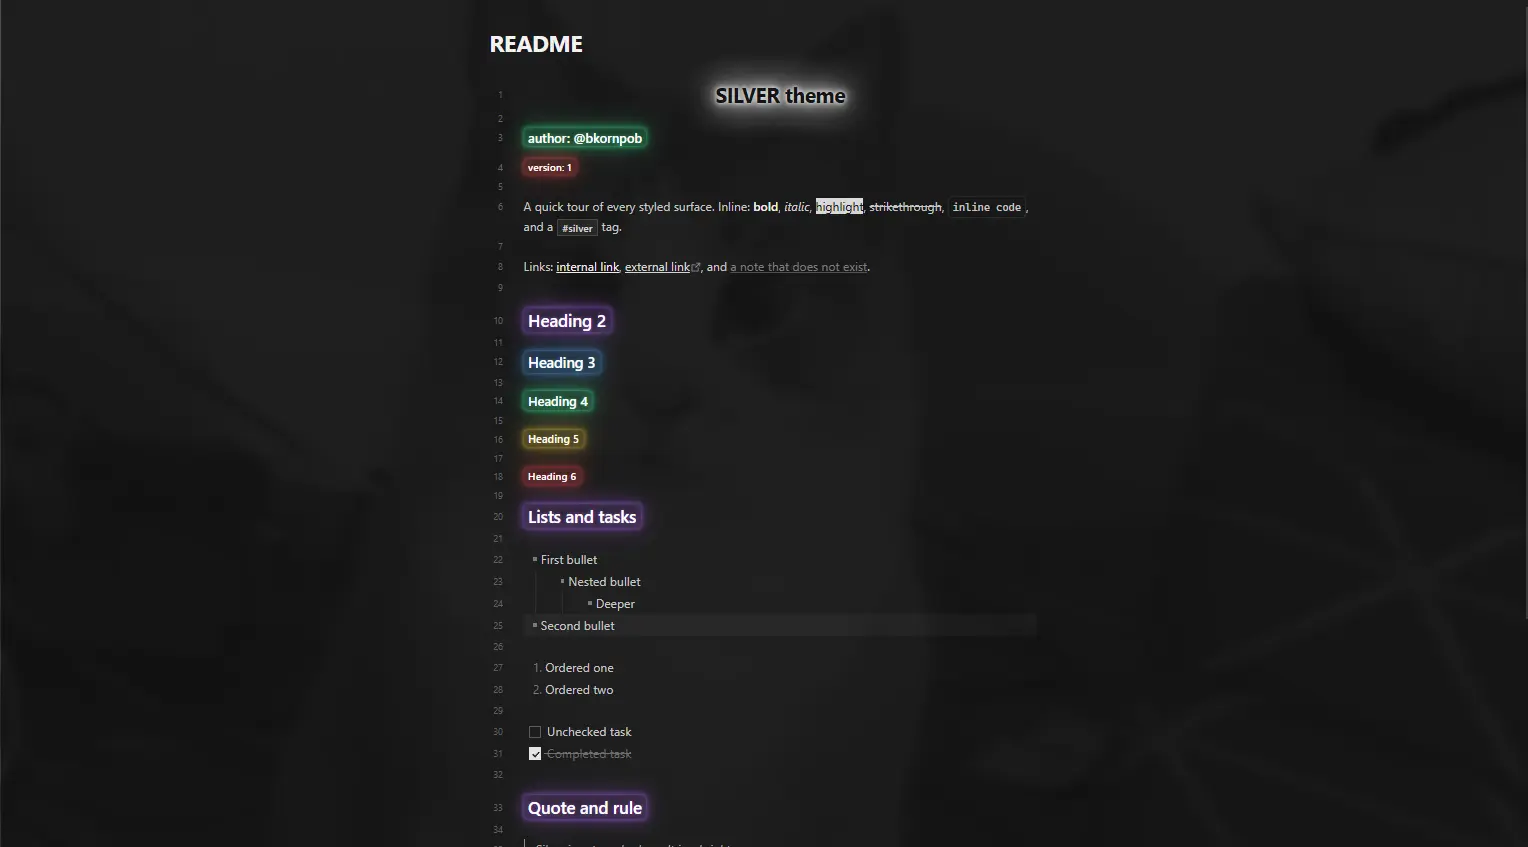 README
1 SILVER theme
2
3 author: @bkornpob
4 version: 1
5
6 A quick tour of every styled surface. Inline: bold, italic, highlight, strikethrough, inline code,
and a #silver tag.
7
8 Links: internal link, external link, and a note that does not exist.
9
10 Heading 2
11
12 Heading 3
13
14 Heading 4
15
16 Heading 5
17
18 Heading 6
19
20 Lists and tasks
21
22 First bullet
23 Nested bullet
24 Deeper
25 Second bullet
26
27 1. Ordered one
28 2. Ordered two
29
30 Unchecked task
31 Completed task
32
33 Quote and rule
34